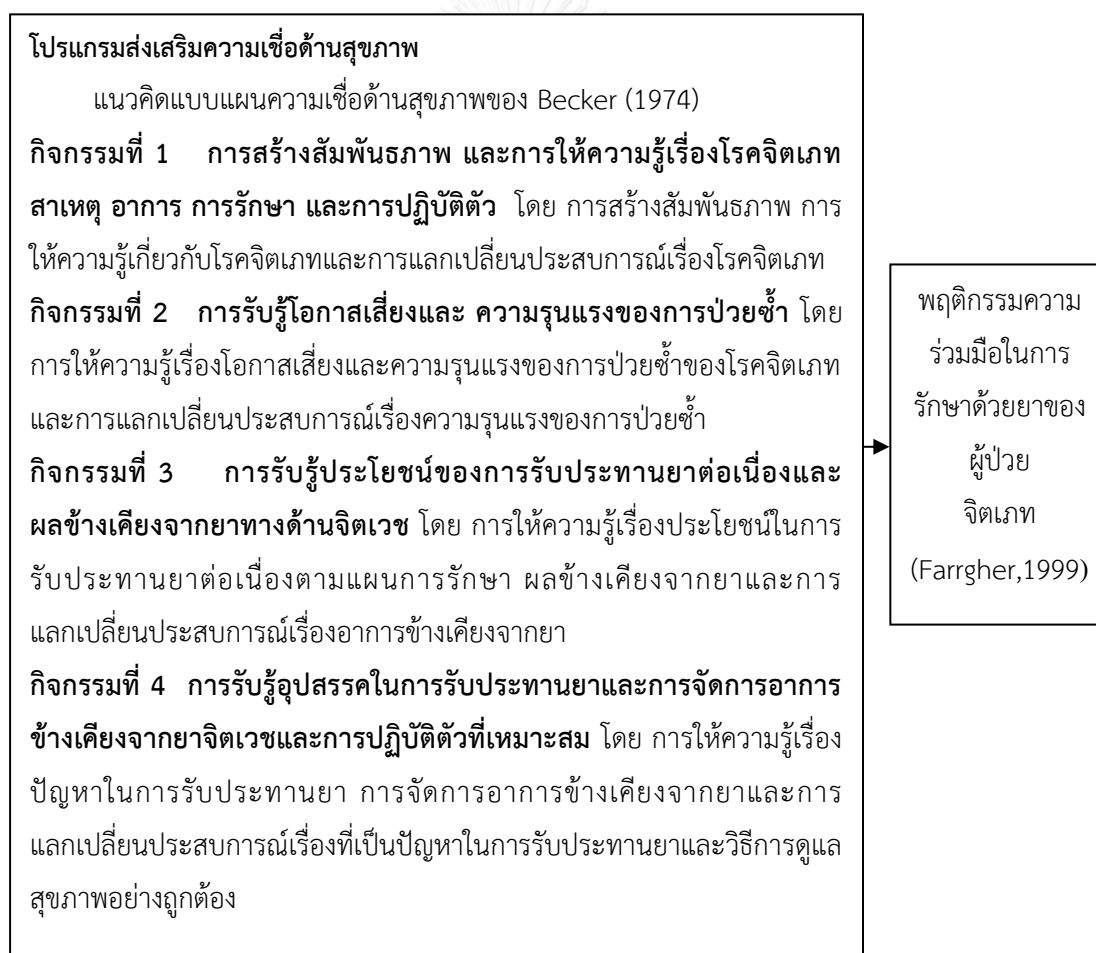 โปรแกรมส่งเสริมความเชื่อด้านสุขภาพ
แนวคิดแบบแผนความเชื่อด้านสุขภาพของ Becker (1974)
กิจกรรมที่ 1 การสร้างสัมพันธภาพ และการให้ความรู้เรื่องโรคจิตเภท
สาเหตุ อาการ การรักษา และการปฏิบัติตัว โดย การสร้างสัมพันธภาพ การ
ให้ความรู้เกี่ยวกับโรคจิตเภทและการแลกเปลี่ยนประสบการณ์เรื่องโรคจิตเภท
กิจกรรมที่ 2 การรับรู้โอกาสเสี่ยงและ ความรุนแรงของการป่วยซ้ำ โดย
การให้ความรู้เรื่องโอกาสเสี่ยงและความรุนแรงของการป่วยซ้ำของโรคจิตเภท
และการแลกเปลี่ยนประสบการณ์เรื่องความรุนแรงของการป่วยซ้ำ
กิจกรรมที่ 3 การรับรู้ประโยชน์ของการรับประทานยาต่อเนื่องและ
ผลข้างเคียงจากยาทางด้านจิตเวช โดย การให้ความรู้เรื่องประโยชน์ในการ
รับประทานยาต่อเนื่องตามแผนการรักษา ผลข้างเคียงจากยาและการ
แลกเปลี่ยนประสบการณ์เรื่องอาการข้างเคียงจากยา
กิจกรรมที่ 4 การรับรู้อุปสรรคในการรับประทานยาและการจัดการอาการ
ข้างเคียงจากยาจิตเวชและการปฏิบัติตัวที่เหมาะสม โดย การให้ความรู้เรื่อง
ปัญหาในการรับประทานยา การจัดการอาการข้างเคียงจากยาและการ
แลกเปลี่ยนประสบการณ์เรื่องที่เป็นปัญหาในการรับประทานยาและวิธีการดูแล
สุขภาพอย่างถูกต้อง
พฤติกรรมความ
ร่วมมือในการ
รักษาด้วยยาของ
ผู้ป่วย
จิตเภท
(Farrgher,1999)